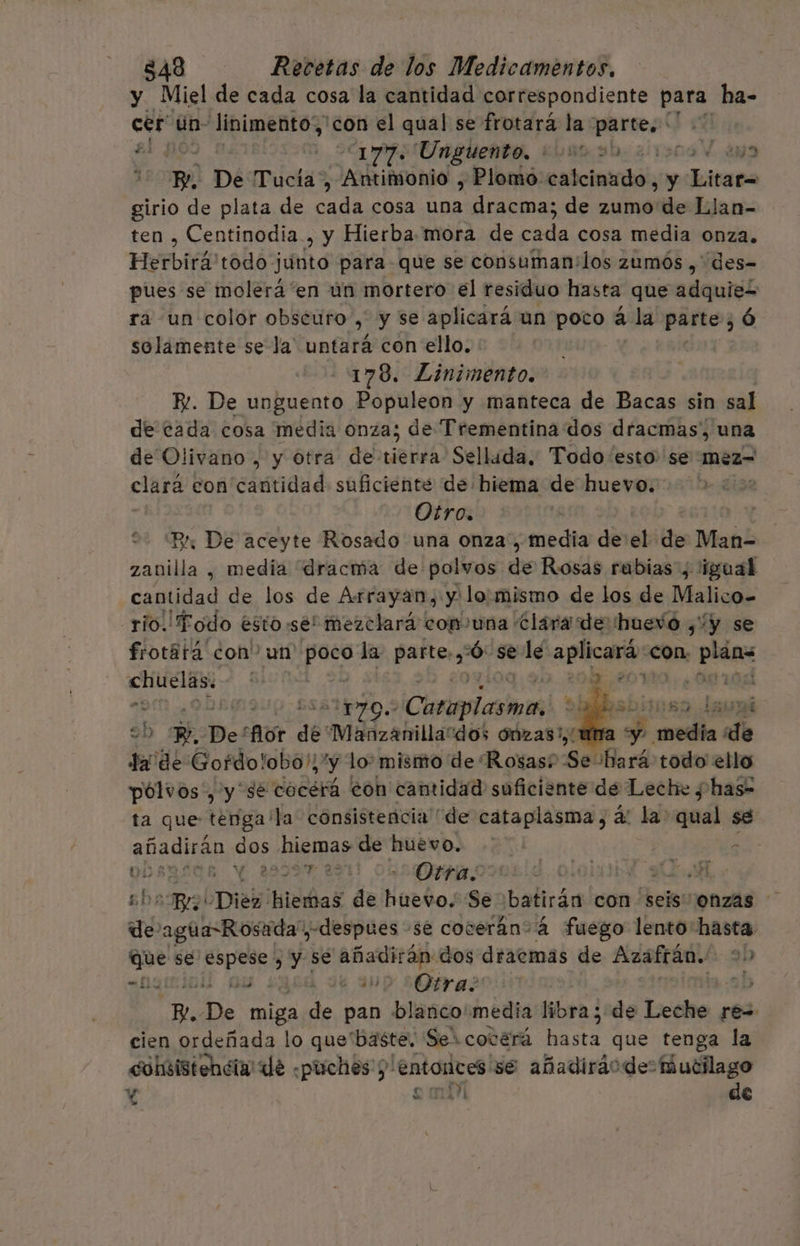 348 Recetas de los Medicamentos.
y Miel de cada cosa la cantidad correspondiente para ha-
cer un linimento, con el qual se frotará la parte.
177. Unguento.
R. De Tucía, Antimonio, Plomo calcinado, y Litar-
girio de plata de cada cosa una dracma; de zumo de Llan-
ten, Centinodia, y Hierba mora de cada cosa media onza.
Herbirá todo junto para que se consuman los zumos, des-
pues se molerá en un mortero el residuo hasta que adquie-
ra un color obscuro, y se aplicará un poco á la parte; ó
solamente se la untará con ello.
178. Linimento.
R. De unguento Populeon y manteca de Bacas sin sal
de cada cosa media onza; de Trementina dos dracmas, una
de Olivano, y otra de tierra Sellada. Todo esto se mez-
clará con cantidad suficiente de hiema de huevo.
Otro.
R. De aceyte Rosado una onza, media de el de Man-
zanilla, media dracma de polvos de Rosas rubias, igual
cantidad de los de Arrayan, y lo mismo de los de Malico-
rio. Todo esto se mezclará con una clara de huevo, y se
frotará con un poco la parte, ó se le aplicará con plan-
chuelas.
179. Cataplasma.
R. De flor de Manzanilla dos onzas, una y media de
la de Gordolobo, y lo mismo de Rosas. Se hará todo ello
polvos, y se cocerá con cantidad suficiente de Leche, has-
ta que tenga la consistencia de cataplasma, á la qual se
añadirán dos hiemas de huevo.
Otra.
R. Diez hiemas de huevo. Se batirán con seis onzas
de agua Rosada, despues se cocerán á fuego lento hasta
que se espese, y se añadirán dos dracmas de Azafrán.
Otra.
R. De miga de pan blanco media libra; de Leche re-
cien ordeñada lo que baste. Se cocerá hasta que tenga la
consistencia de puches; entonces se añadirá de mucilago
de